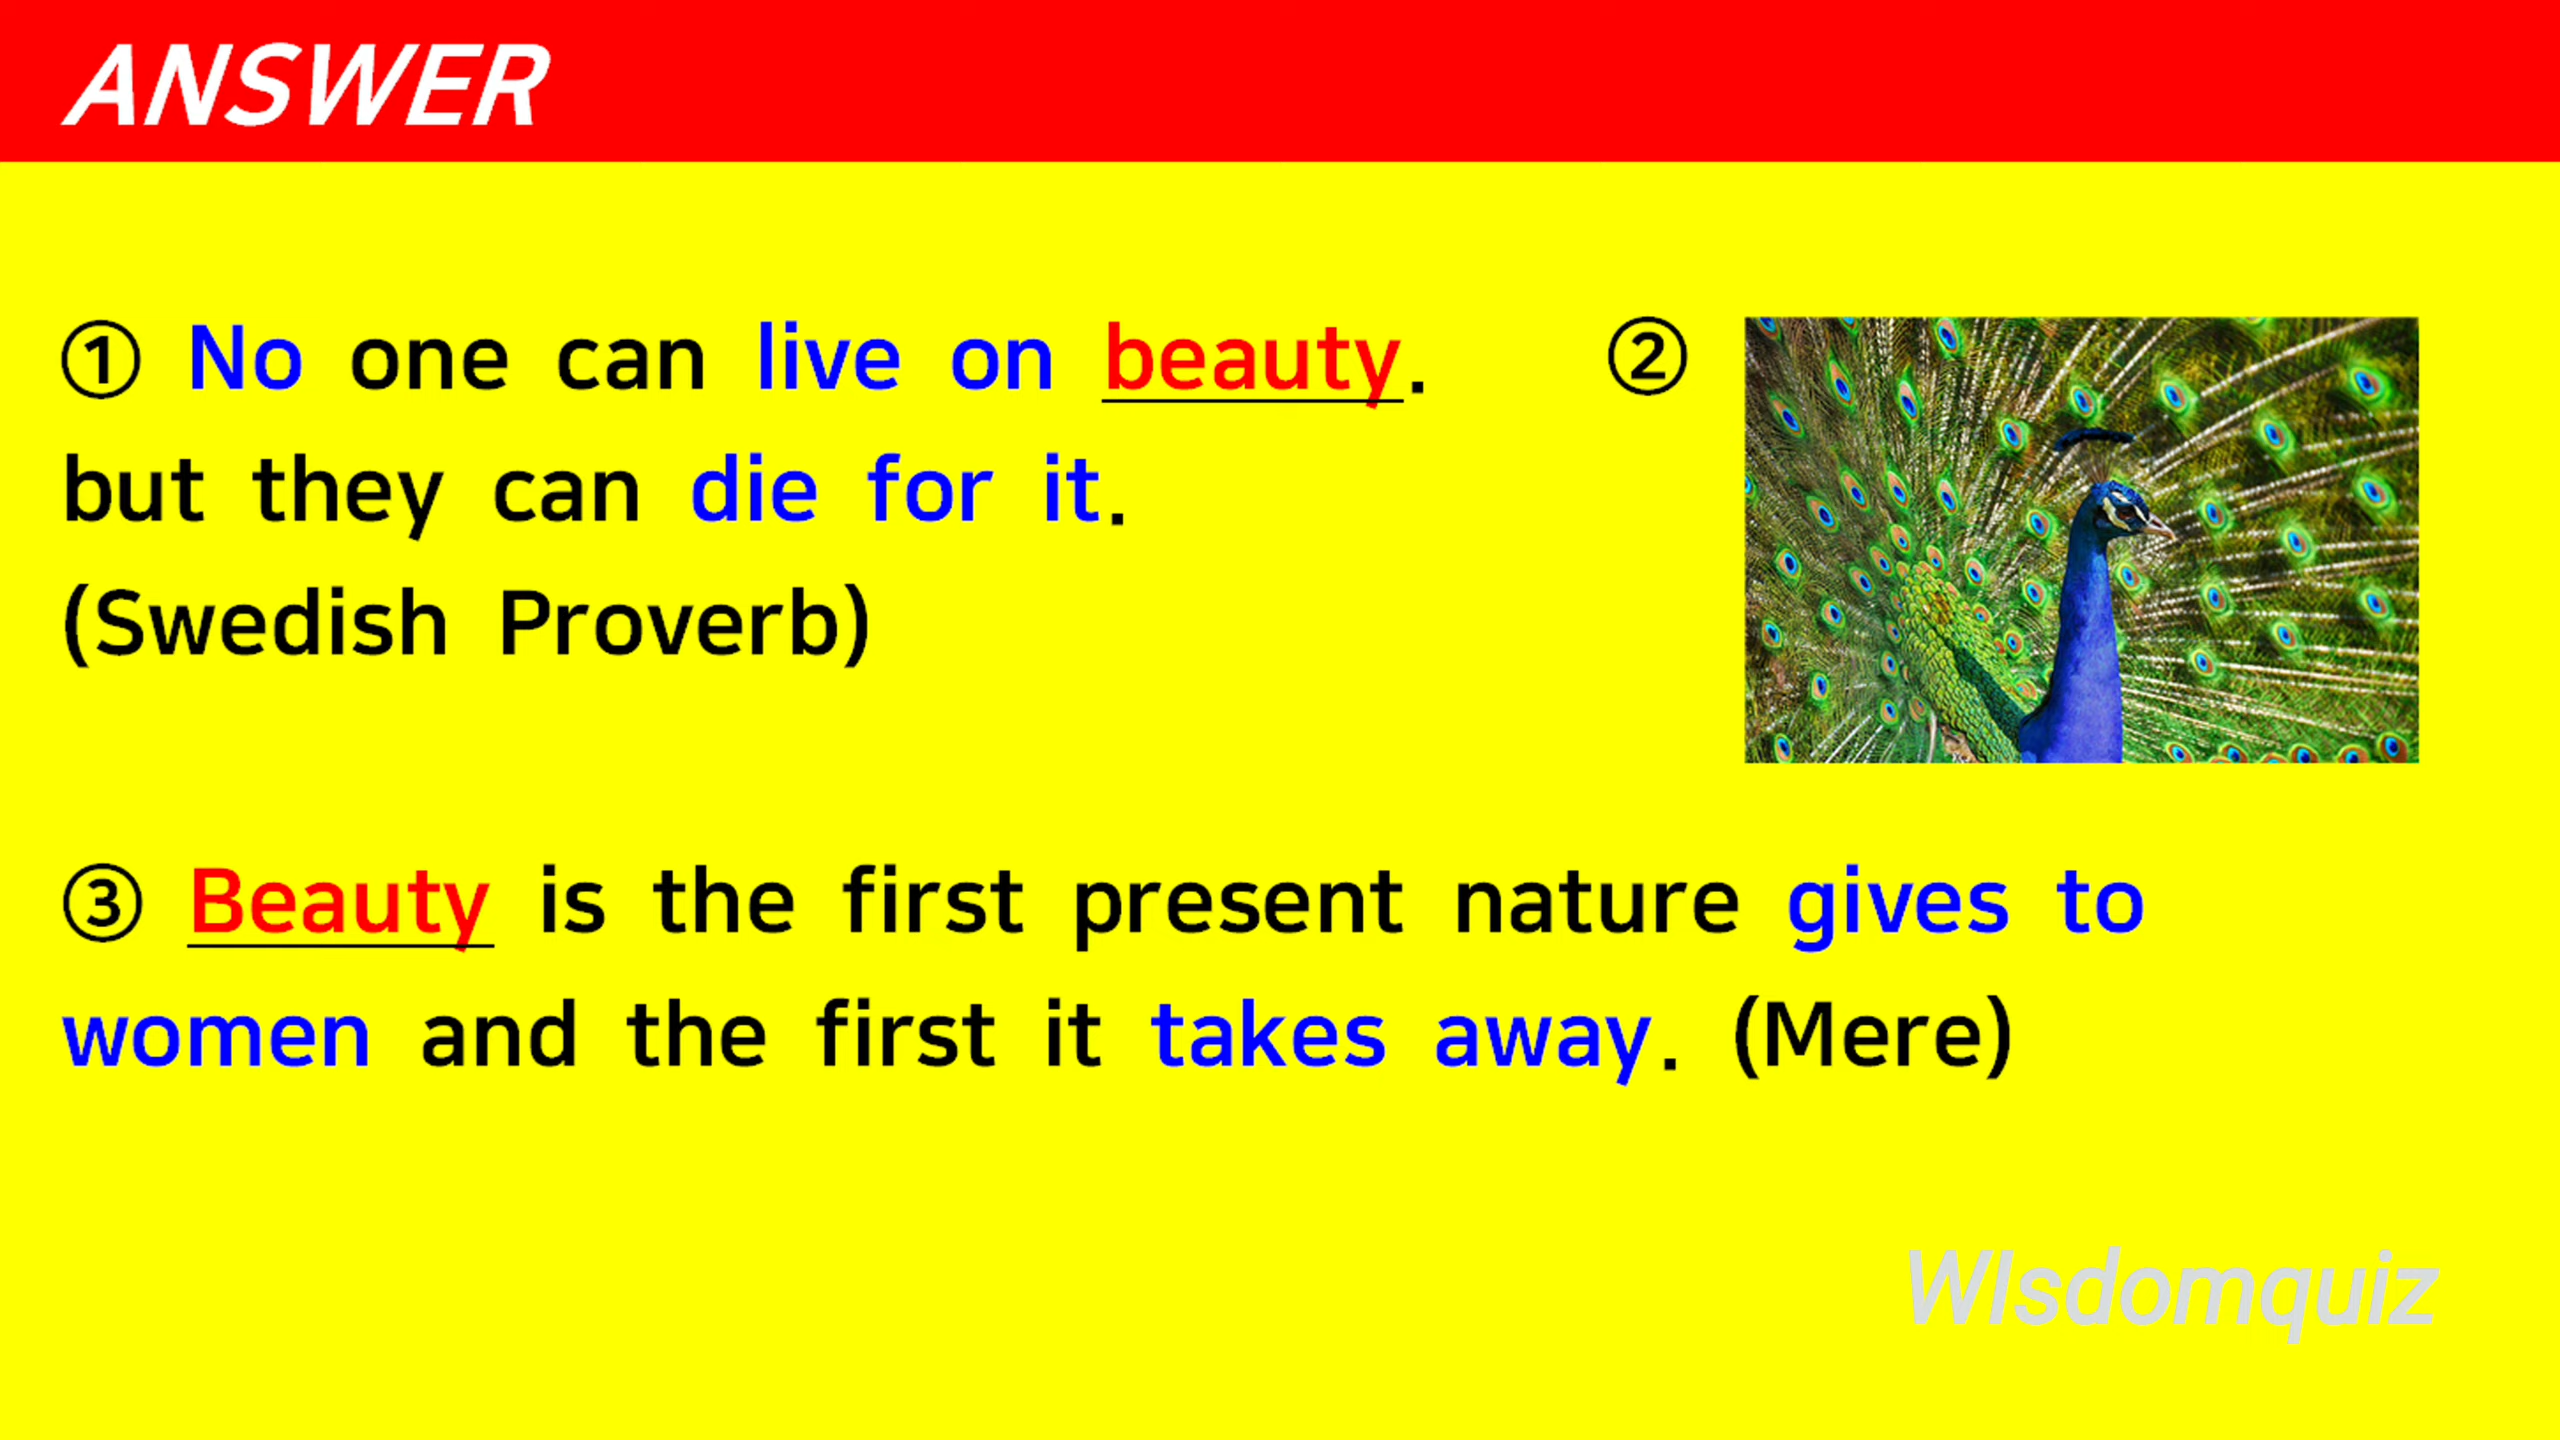 ANSWER
① No one can live on beauty.
but they can die for it.
(Swedish Proverb)
②
③ Beauty is the first present nature gives to
women and the first it takes away. (Mere)
WIsdomquiz